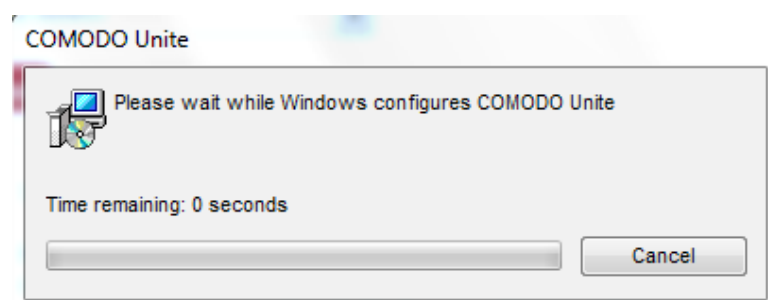 COMODO Unite
Please wait while Windows configures COMODO Unite
Time remaining: 0 seconds
Cancel